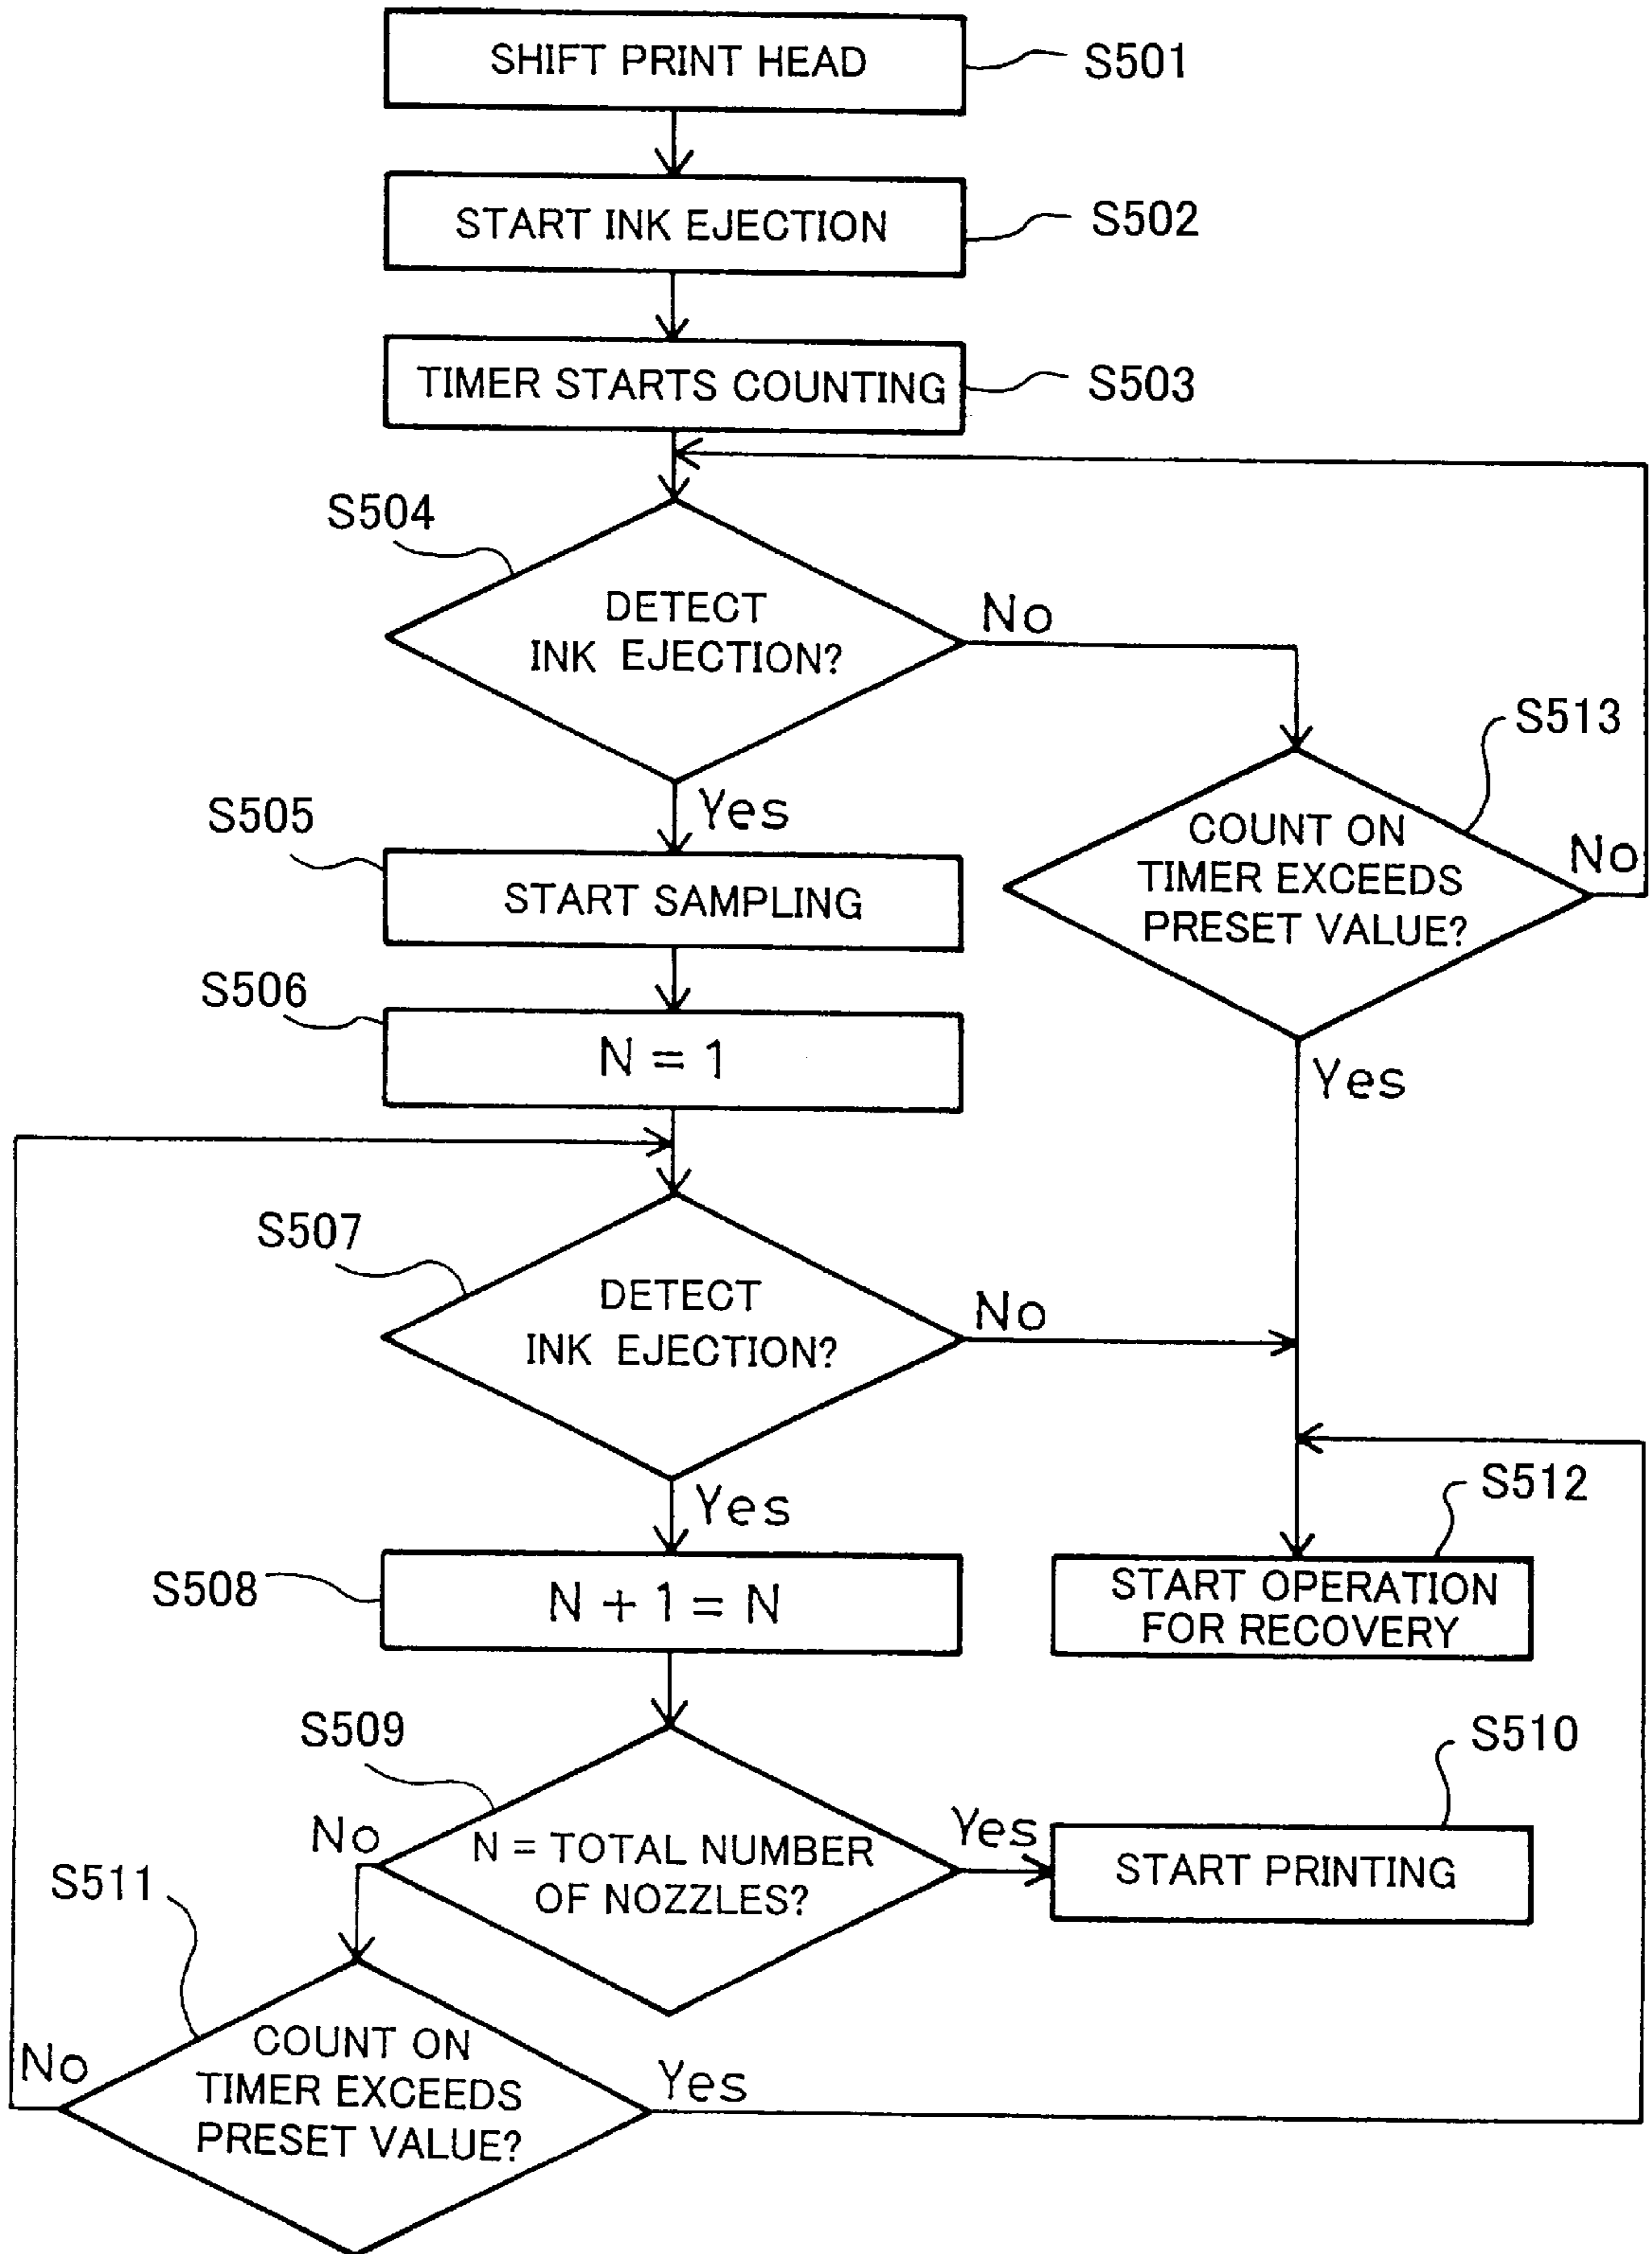 SHIFT PRINT HEAD
S501
START INK EJECTION
S502
TIMER STARTS COUNTING
S503
S504
DETECT
INK EJECTION?
No
Yes
S513
COUNT ON
TIMER EXCEEDS
PRESET VALUE?
No
Yes
S505
START SAMPLING
S506
N = 1
S507
DETECT
INK EJECTION?
No
Yes
S512
START OPERATION
FOR RECOVERY
S508
N + 1 = N
S509
N = TOTAL NUMBER
OF NOZZLES?
No
Yes
S510
START PRINTING
S511
COUNT ON
TIMER EXCEEDS
PRESET VALUE?
No
Yes